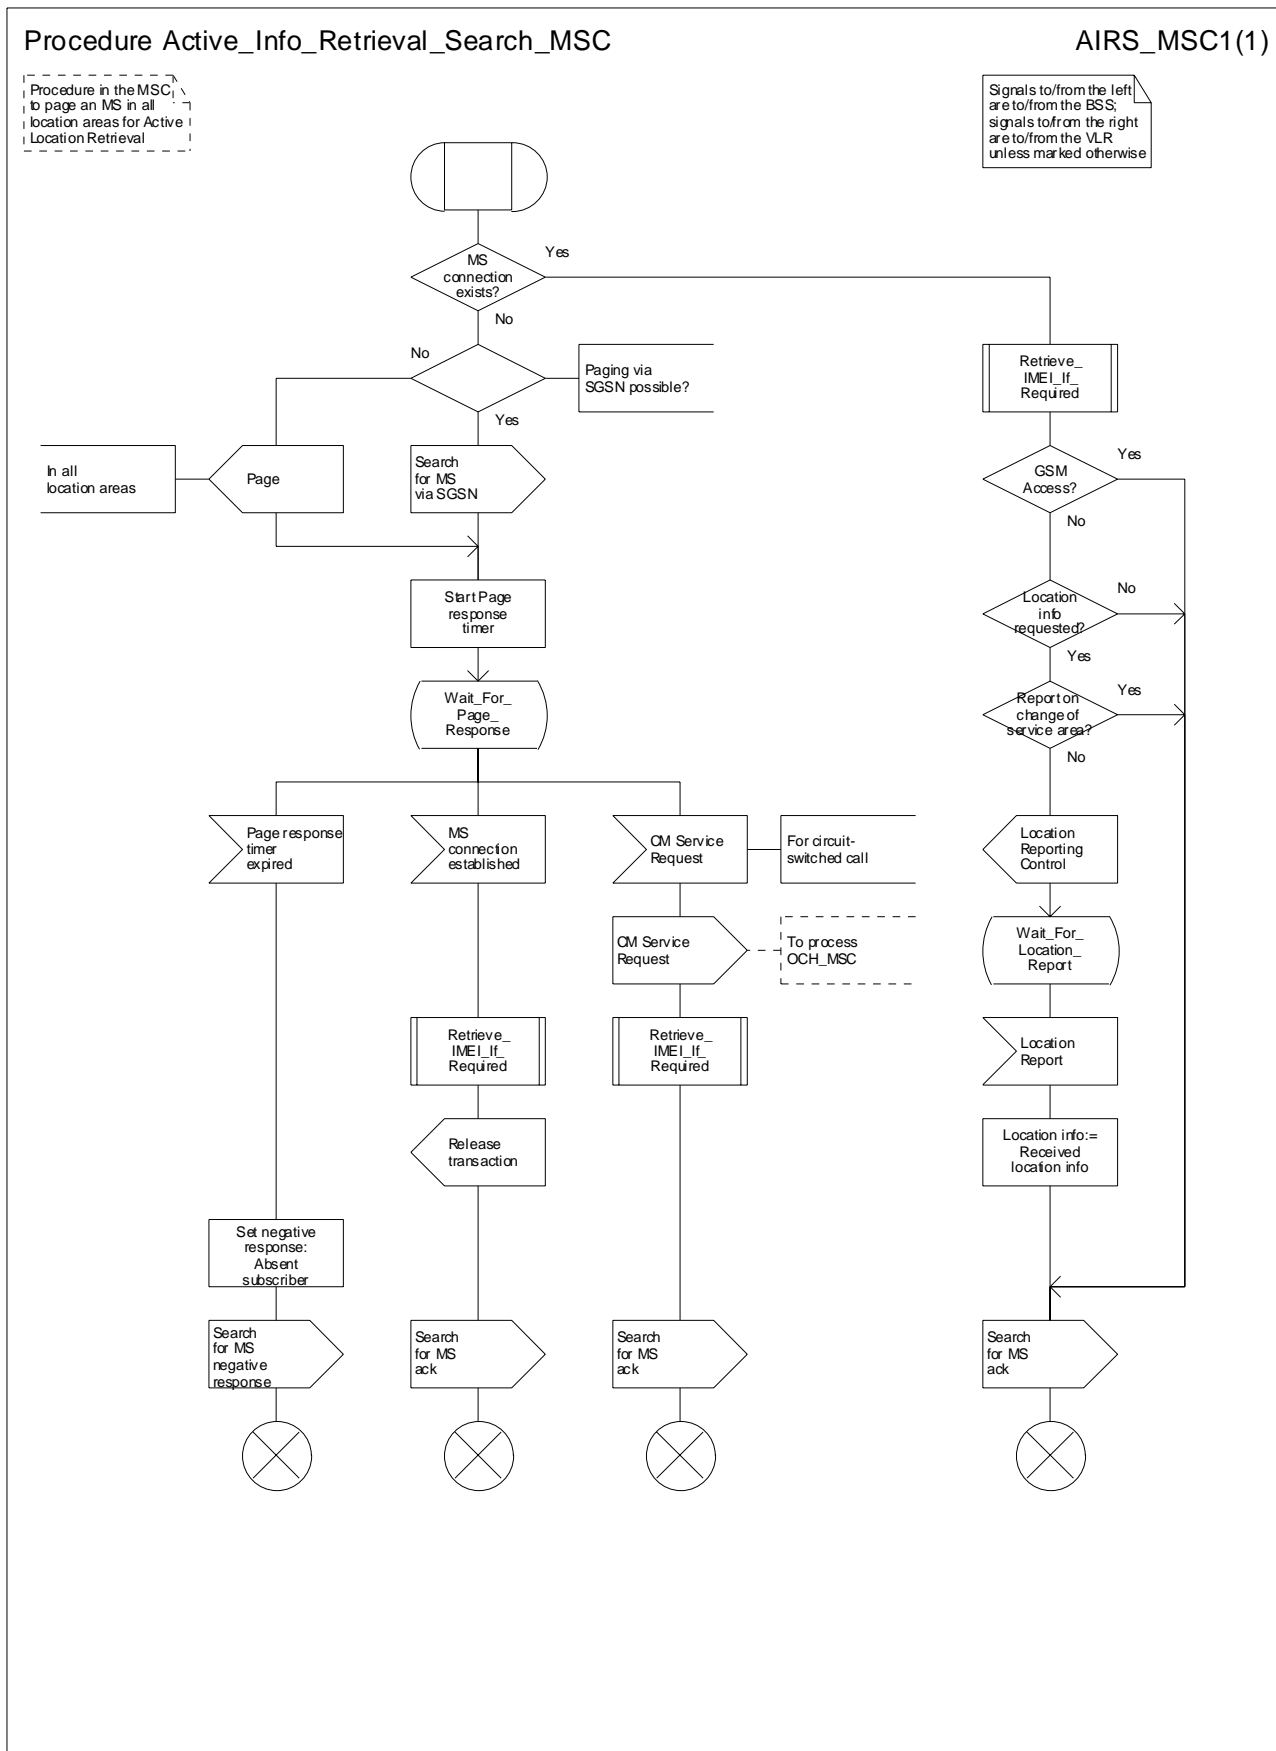 Procedure Active_Info_Retrieval_Search_MSC
AIRS_MSC1(1)
Procedure in the MSC
to page an MS in all
location areas for Active
Location Retrieval
Signals to/from the left
are to/from the BSS;
signals to/from the right
are to/from the VLR
unless marked otherwise
MS
connection
exists?
Yes
No
No
Paging via
SGSN possible?
Yes
Retrieve_
IMEI_If_
Required
In all
location areas
Page
Search
for MS
via SGSN
GSM
Access?
Yes
No
Start Page
response
timer
Location
info
requested?
No
Yes
Wait_For_
Page_
Response
Report on
change of
service area?
Yes
No
Page response
timer
expired
MS
connection
established
CM Service
Request
For circuit-
switched call
Location
Reporting
Control
CM Service
Request
To process
OCH_MSC
Wait_For_
Location_
Report
Retrieve_
IMEI_If_
Required
Retrieve_
IMEI_If_
Required
Location
Report
Release
transaction
Location info:=
Received
location info
Set negative
response:
Absent
subscriber
Search
for MS
negative
response
Search
for MS
ack
Search
for MS
ack
Search
for MS
ack